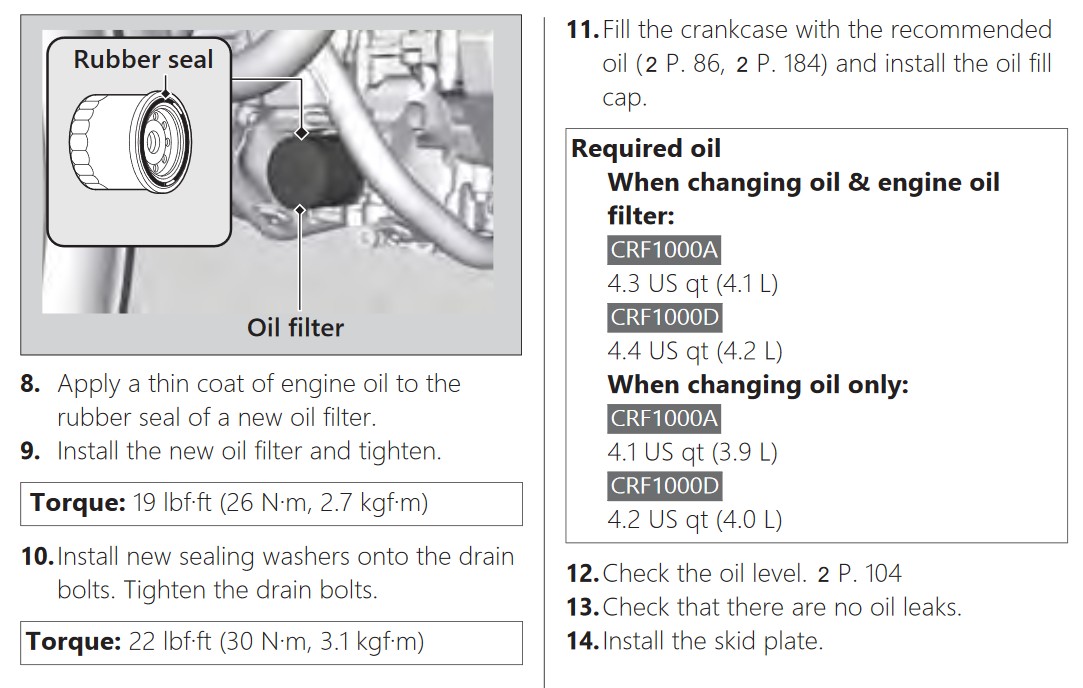 Rubber seal
Oil filter
8. Apply a thin coat of engine oil to the
rubber seal of a new oil filter.
9. Install the new oil filter and tighten.
Torque: 19 lbf·ft (26 N·m, 2.7 kgf·m)
10. Install new sealing washers onto the drain
bolts. Tighten the drain bolts.
Torque: 22 lbf·ft (30 N·m, 3.1 kgf·m)
11. Fill the crankcase with the recommended
oil (2 P. 86, 2 P. 184) and install the oil fill
cap.
Required oil
When changing oil & engine oil
filter:
CRF1000A
4.3 US qt (4.1 L)
CRF1000D
4.4 US qt (4.2 L)
When changing oil only:
CRF1000A
4.1 US qt (3.9 L)
CRF1000D
4.2 US qt (4.0 L)
12. Check the oil level. 2 P. 104
13. Check that there are no oil leaks.
14. Install the skid plate.